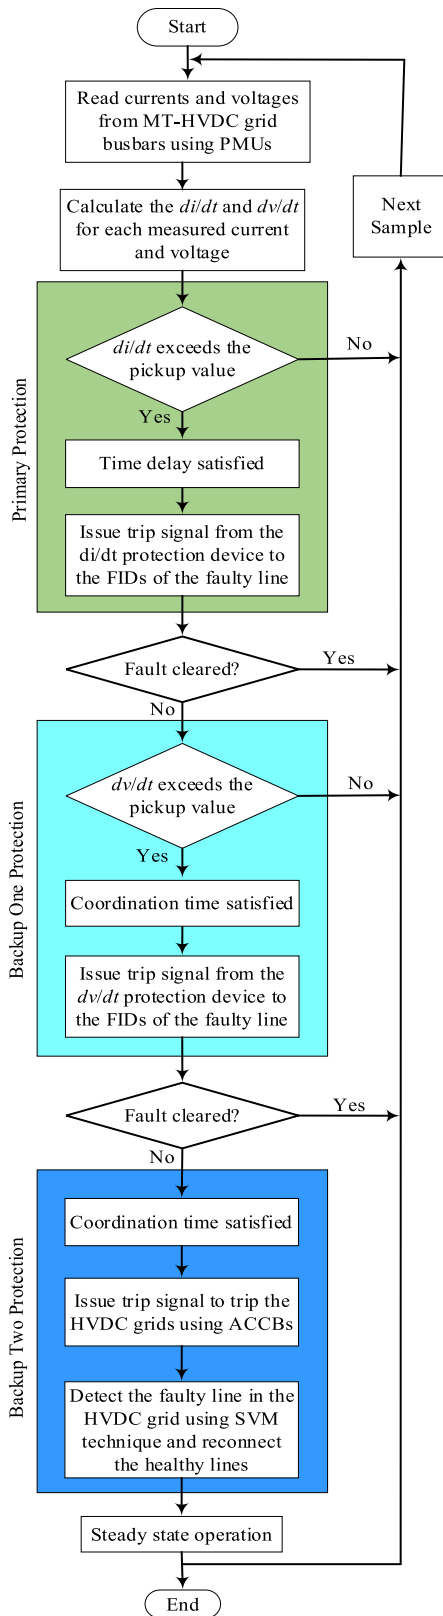 Start
Read currents and voltages
from MT-HVDC grid
busbars using PMUs
Calculate the di/dt and dv/dt
for each measured current
and voltage
Next
Sample
Primary Protection
di/dt exceeds the
pickup value
No
Yes
Time delay satisfied
Issue trip signal from the
di/dt protection device to
the FIDs of the faulty line
Fault cleared?
Yes
No
Backup One Protection
dv/dt exceeds the
pickup value
No
Yes
Coordination time satisfied
Issue trip signal from the
dv/dt protection device to
the FIDs of the faulty line
Fault cleared?
Yes
No
Backup Two Protection
Coordination time satisfied
Issue trip signal to trip the
HVDC grids using ACCBs
Detect the faulty line in the
HVDC grid using SVM
technique and reconnect
the healthy lines
Steady state operation
End